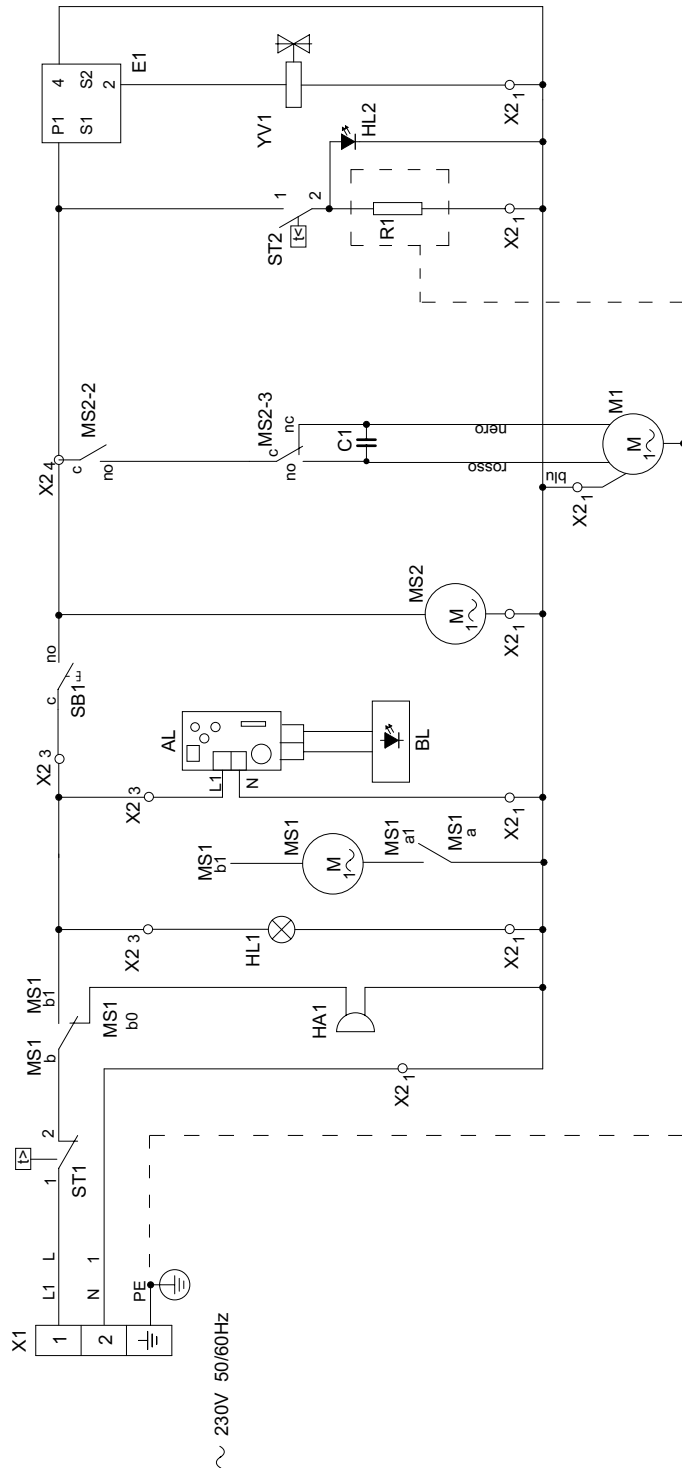 X1
1
2
~ 230V 50/60Hz
L1 L
N 1
PE
1 2
t>
ST1
MS1
b
MS1
b1
MS1
b0
HA1
X2 1
X2 3
HL1
X2 1
MS1
b1
MS1
M
1~
MS1
a1
MS1
a
X2 3
X2 3
L1
N
AL
BL
X2 1
c no
SB1
MS2
M
1~
X2 1
X2 4
c
no
MS2-2
MS2-3
c
no
nc
C1
rosso
nero
blu
X2 1
M1
M
1~
ST2
t<
1
2
R1
HL2
X2 1
P1 4
S1 S2
2
E1
YV1
X2 1